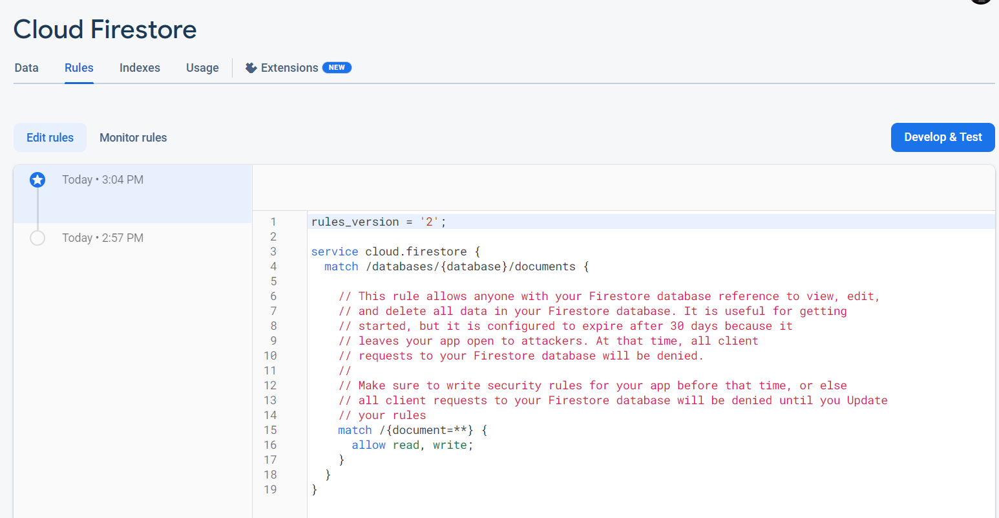 Cloud Firestore
Data Rules Indexes Usage Extensions NEW
Edit rules Monitor rules Develop & Test
Today • 3:04 PM
Today • 2:57 PM
1 rules_version = '2';
2
3 service cloud.firestore {
4 match /databases/{database}/documents {
5
6 // This rule allows anyone with your Firestore database reference to view, edit,
7 // and delete all data in your Firestore database. It is useful for getting
8 // started, but it is configured to expire after 30 days because it
9 // leaves your app open to attackers. At that time, all client
10 // requests to your Firestore database will be denied.
11 //
12 // Make sure to write security rules for your app before that time, or else
13 // all client requests to your Firestore database will be denied until you Update
14 // your rules
15 match /{document=**} {
16 allow read, write;
17 }
18 }
19 }